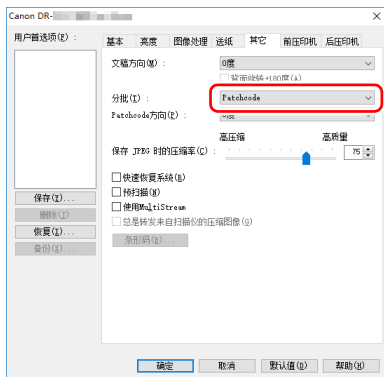 Canon DR-
用户首选项(F) :
基本 亮度 图像处理 送纸 其它 前压印机 后压印机
文稿方向(W) :
0度
背面旋转+180度(A)
分批(T) :
Patchcode
Patchcode方向(P) :
0度
高压缩 高质量
保存 JPEG 时的压缩率(C) :
75
快速恢复系统(R)
预扫描(N)
使用MultiStream
总是转发来自扫描仪的压缩图像(G)
条形码(B)...
保存(I)...
删除(I)
恢复(I)...
备份(I)...
确定 取消 默认值(D) 帮助(H)